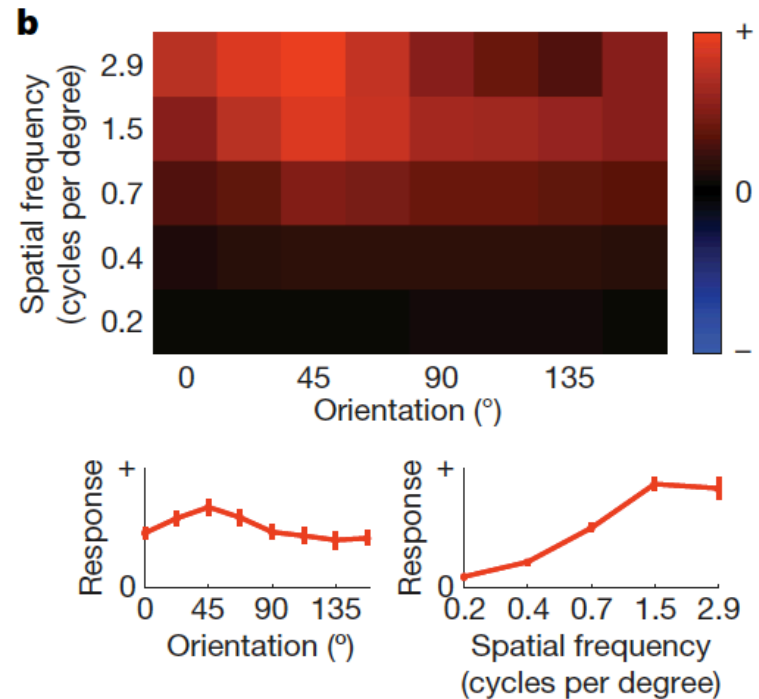 b
Spatial frequency
(cycles per degree)
2.9
1.5
0.7
0.4
0.2
0 45 90 135
Orientation (°)
+
0
−
Response
+
0
0 45 90 135
Orientation (º)
Response
+
0
0.2 0.4 0.7 1.5 2.9
Spatial frequency
(cycles per degree)